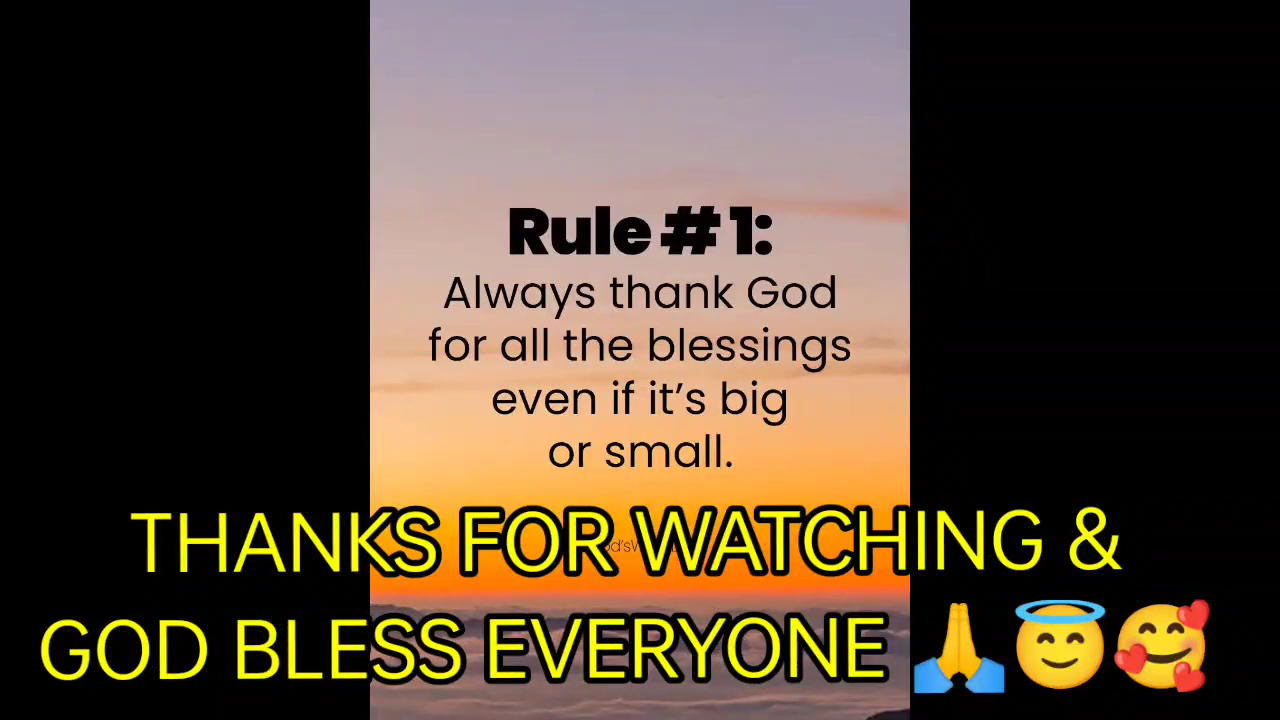 Rule #1:
Always thank God
for all the blessings
even if it’s big
or small.
THANKS FOR WATCHING &
GOD BLESS EVERYONE 🙏😇🥰